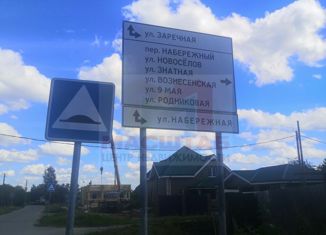 ул. ЗАРЕЧНАЯ
пер. НАБЕРЕЖНЫЙ
ул. НОВОСЁЛОВ
ул. ЗНАТНАЯ
ул. ВОЗНЕСЕНСКАЯ
ул. 9 МАЯ
ул. РОДНИКОВАЯ
ул. НАБЕРЕЖНАЯ